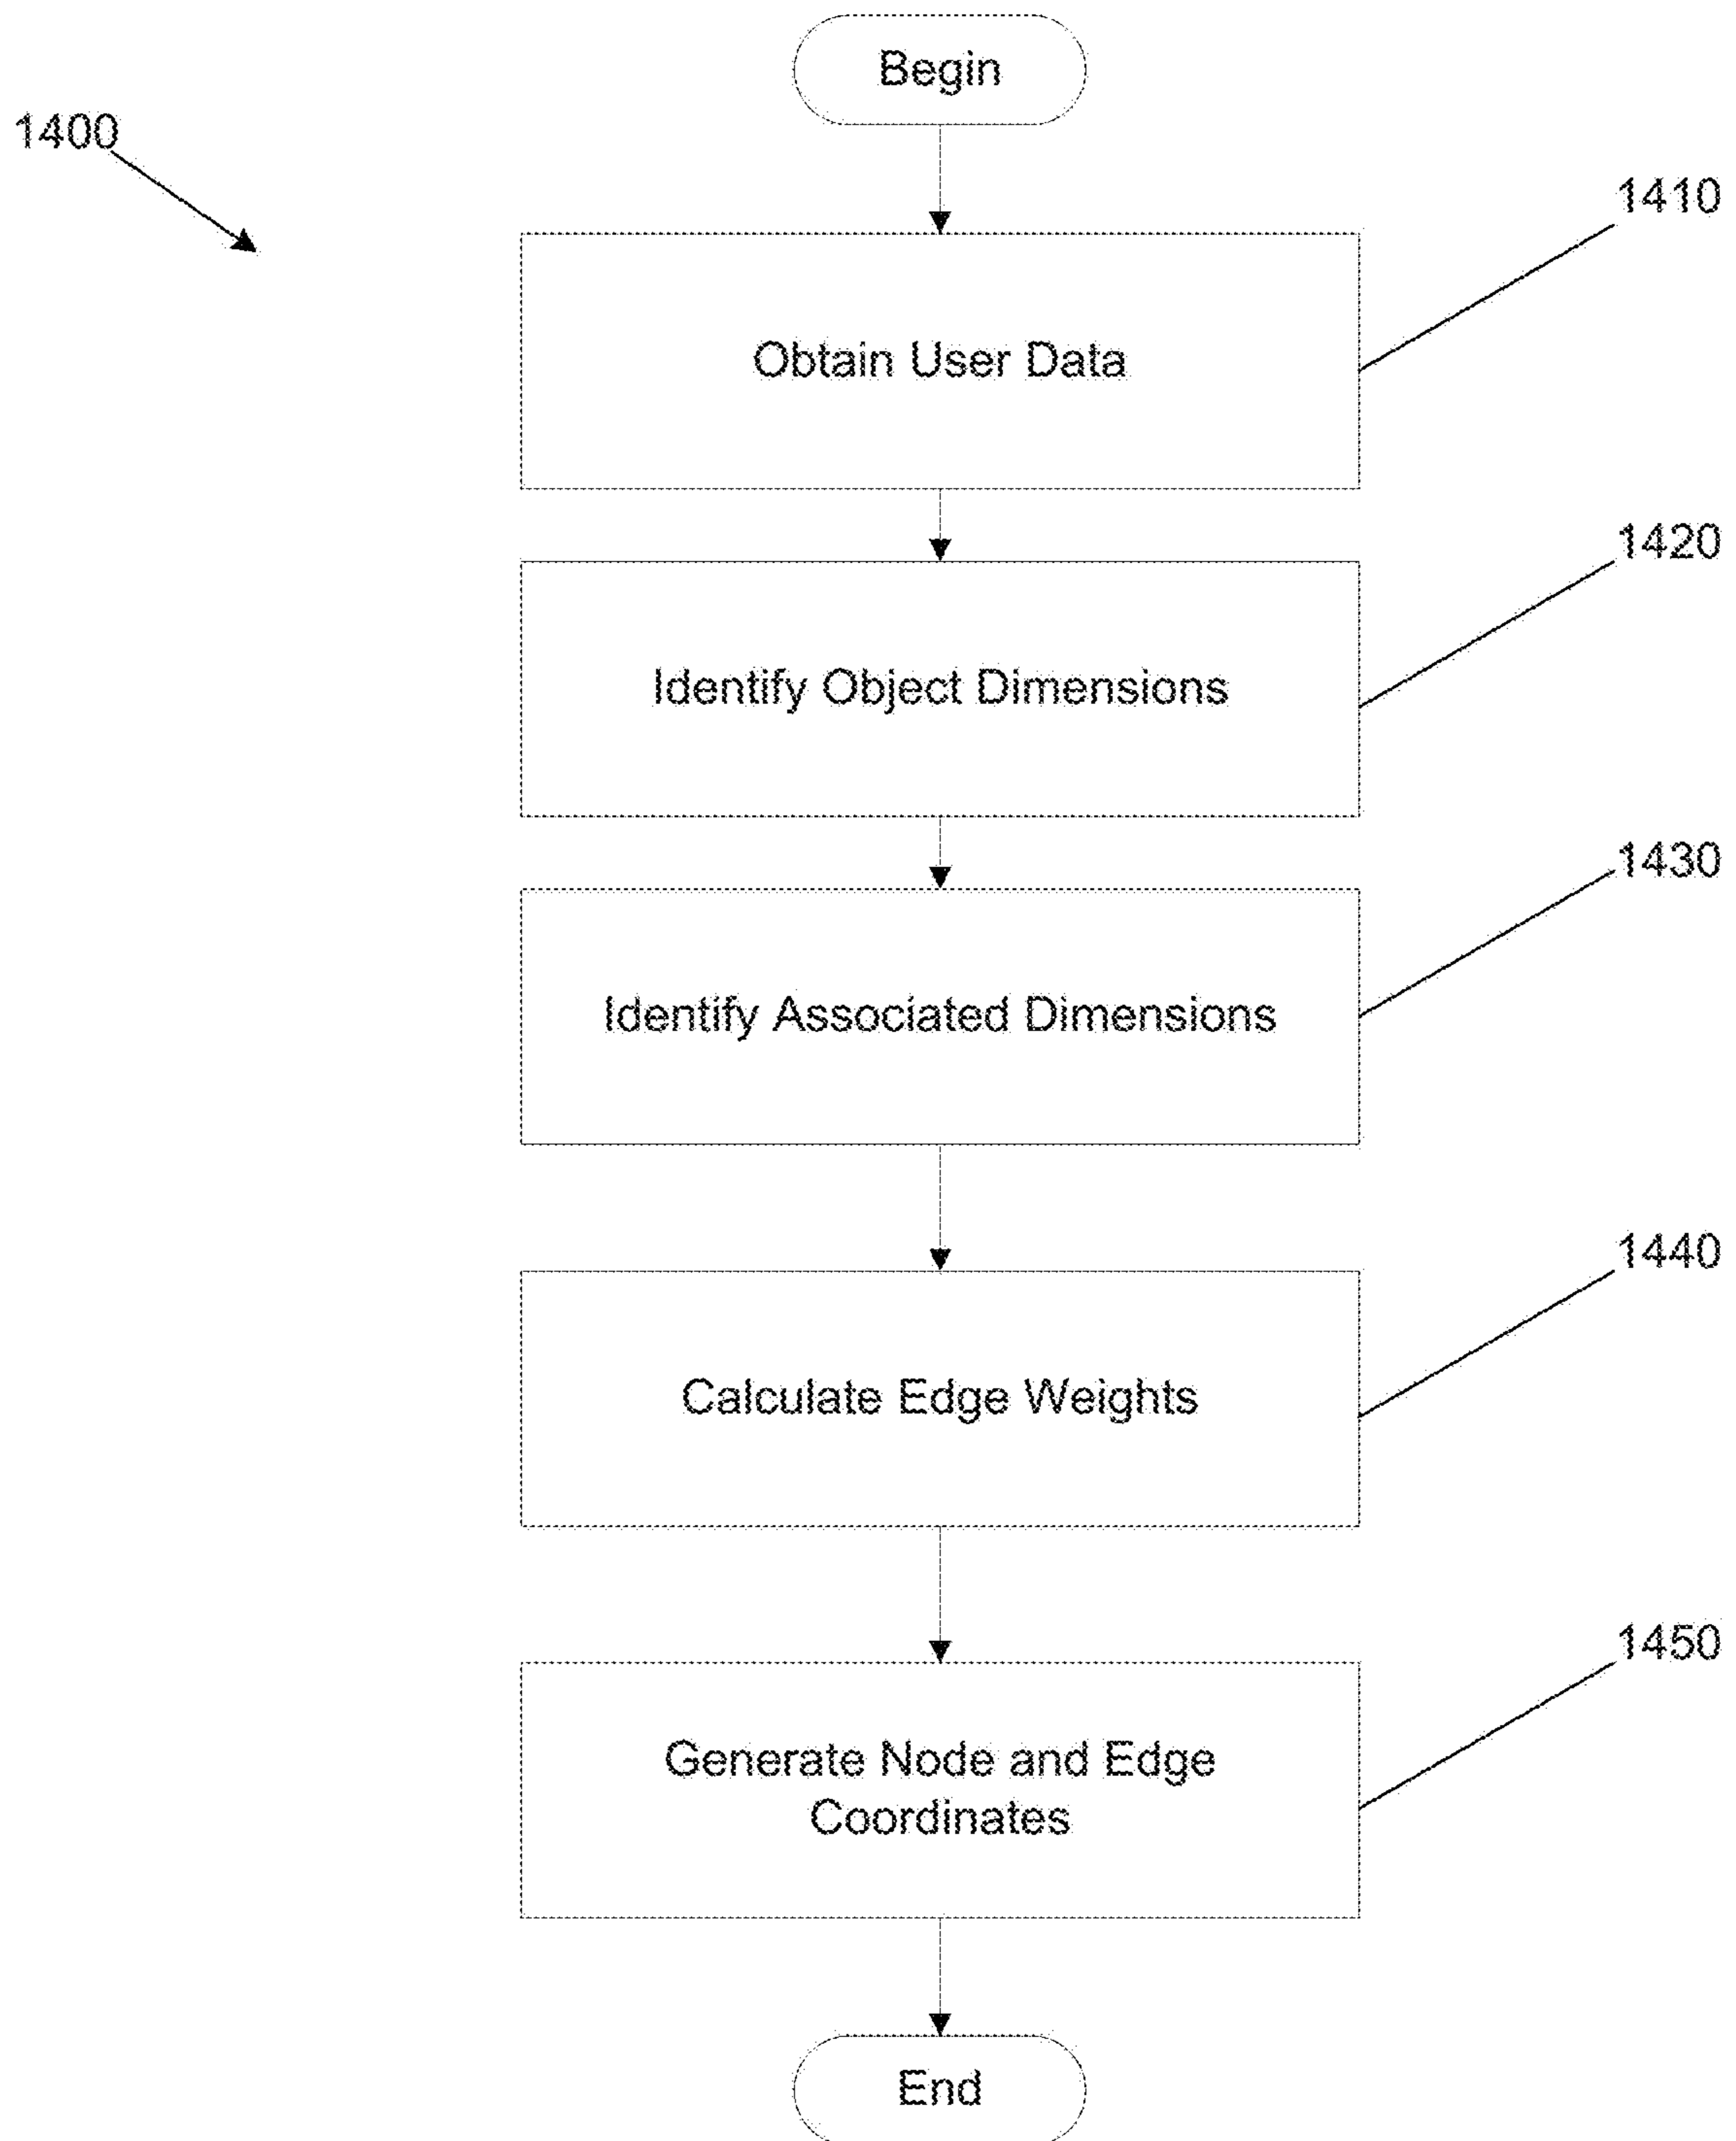 Begin
1400
1410
Obtain User Data
1420
Identify Object Dimensions
1430
Identify Associated Dimensions
1440
Calculate Edge Weights
1450
Generate Node and Edge
Coordinates
End